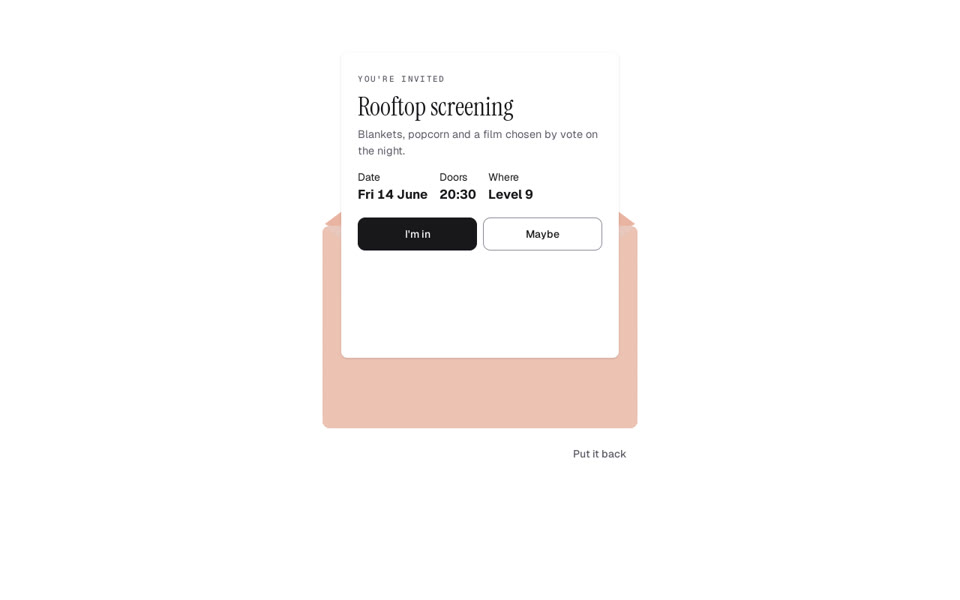 YOU'RE INVITED
Rooftop screening
Blankets, popcorn and a film chosen by vote on
the night.
Date Doors Where
Fri 14 June 20:30 Level 9
I'm in Maybe
Put it back